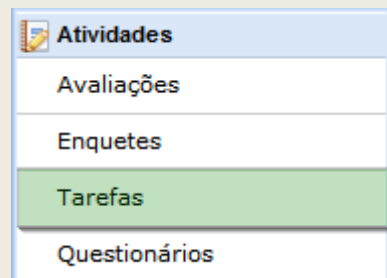 Atividades
Avaliações
Enquetes
Tarefas
Questionários